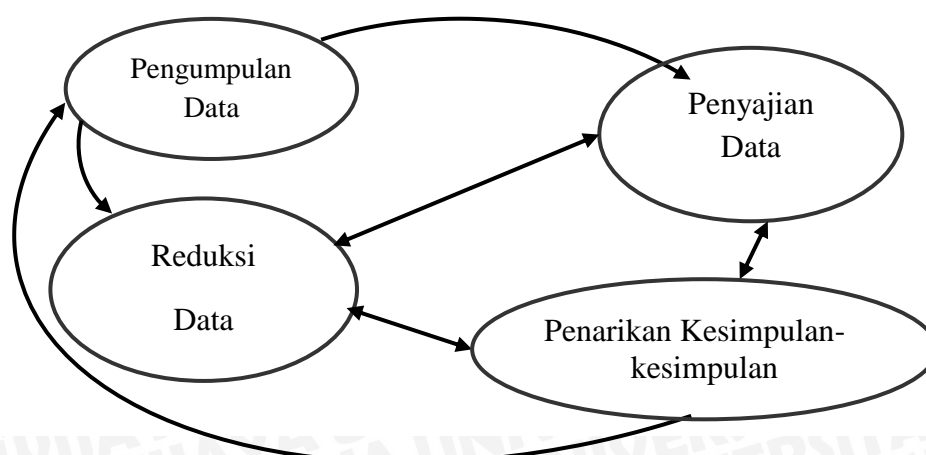 Pengumpulan
Data
Penyajian
Data
Reduksi
Data
Penarikan Kesimpulan-
kesimpulan